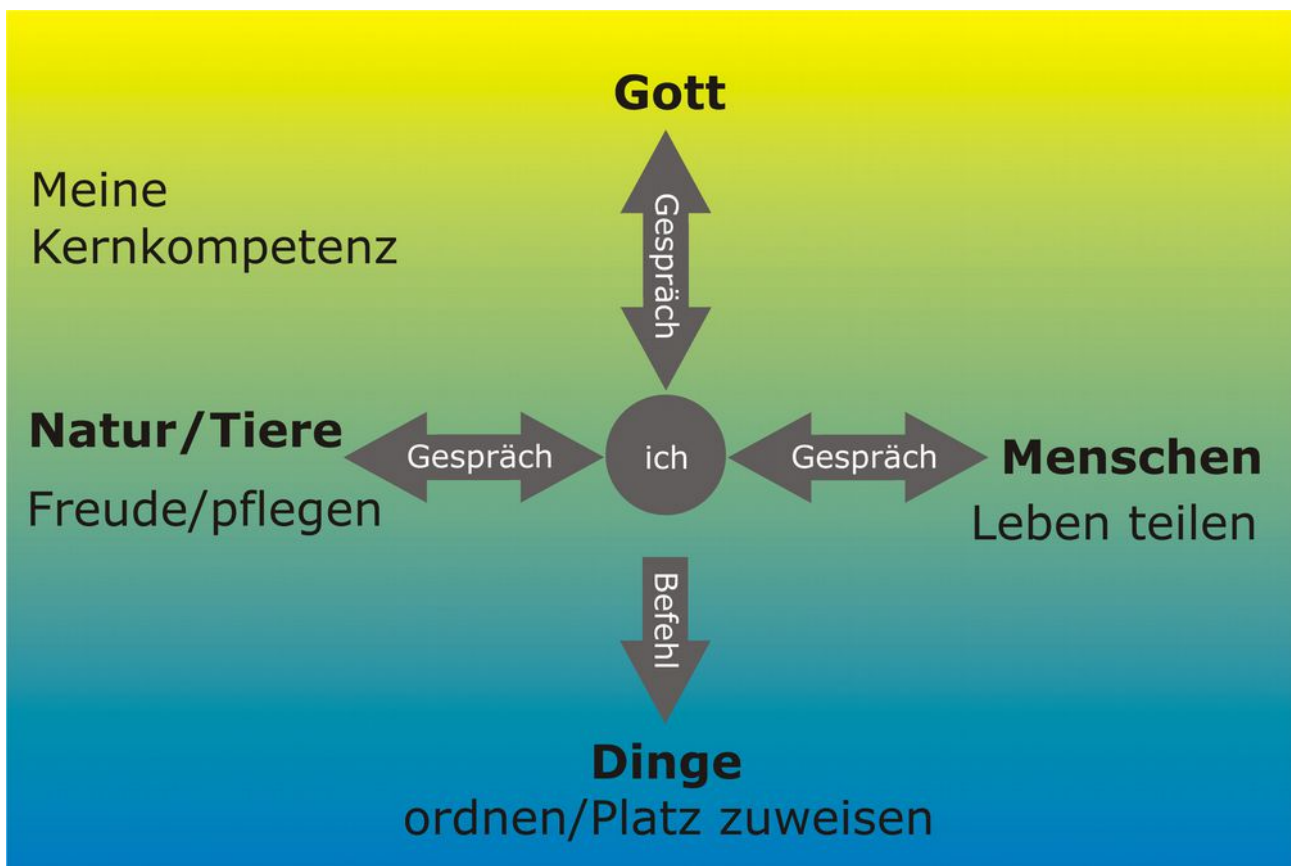 Gott
Meine
Kernkompetenz
Gespräch
Natur/Tiere
Gespräch
ich
Gespräch
Menschen
Freude/pflegen
Leben teilen
Befehl
Dinge
ordnen/Platz zuweisen